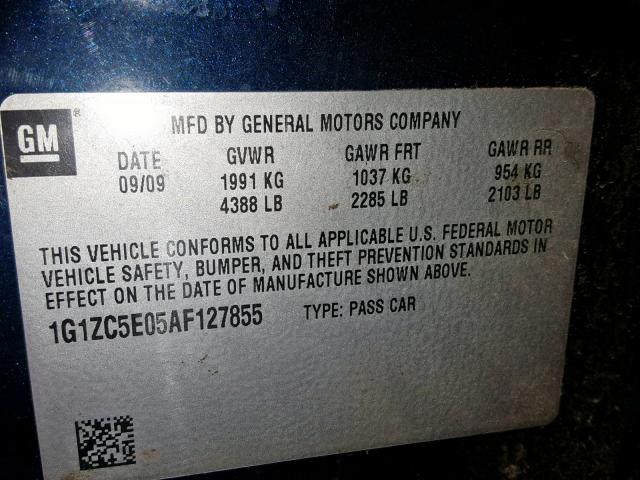 GM ®
MFD BY GENERAL MOTORS COMPANY
DATE GVWR GAWR FRT GAWR RR
09/09 1991 KG 1037 KG 954 KG
4388 LB 2285 LB 2103 LB
THIS VEHICLE CONFORMS TO ALL APPLICABLE U.S. FEDERAL MOTOR
VEHICLE SAFETY, BUMPER, AND THEFT PREVENTION STANDARDS IN
EFFECT ON THE DATE OF MANUFACTURE SHOWN ABOVE.
1G1ZC5E05AF127855 TYPE: PASS CAR